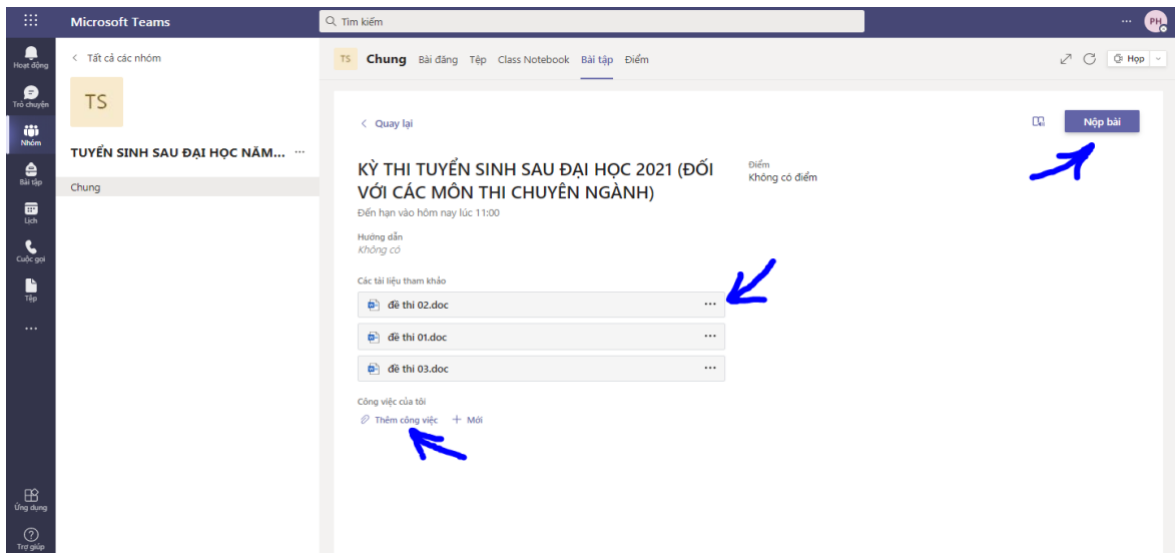 Microsoft Teams
Tìm kiếm
PH
Hoạt động
Trò chuyện
Nhóm
Bài tập
Lịch
Cuộc gọi
Tệp
Ứng dụng
Trợ giúp
Tất cả các nhóm
TS
TUYỂN SINH SAU ĐẠI HỌC NĂM...
Chung
TS Chung Bài đăng Tệp Class Notebook Bài tập Điểm
Họp
Quay lại
Nộp bài
KỲ THI TUYỂN SINH SAU ĐẠI HỌC 2021 (ĐỐI
VỚI CÁC MÔN THI CHUYÊN NGÀNH)
Đến hạn vào hôm nay lúc 11:00
Điểm
Không có điểm
Hướng dẫn
Không có
Các tài liệu tham khảo
đề thi 02.doc
đề thi 01.doc
đề thi 03.doc
Công việc của tôi
Thêm công việc + Mới